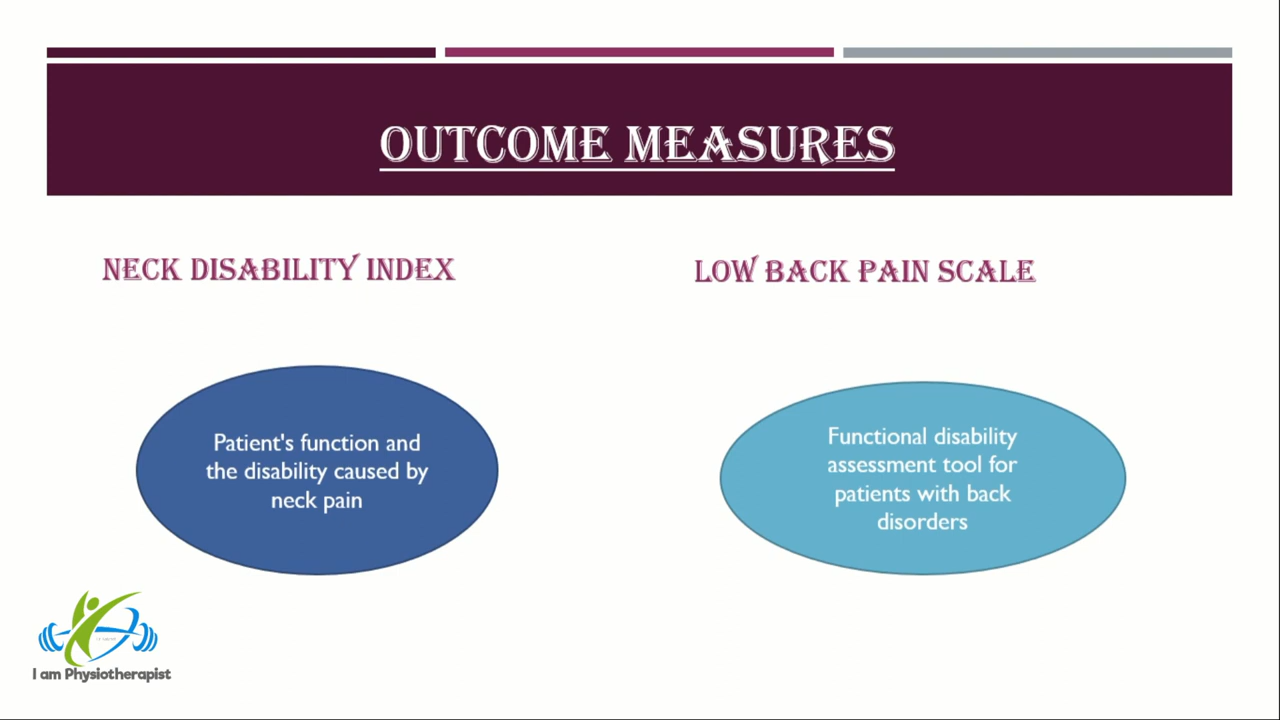 OUTCOME MEASURES
NECK DISABILITY INDEX
LOW BACK PAIN SCALE
Patient's function and
the disability caused by
neck pain
Functional disability
assessment tool for
patients with back
disorders
I am Physiotherapist